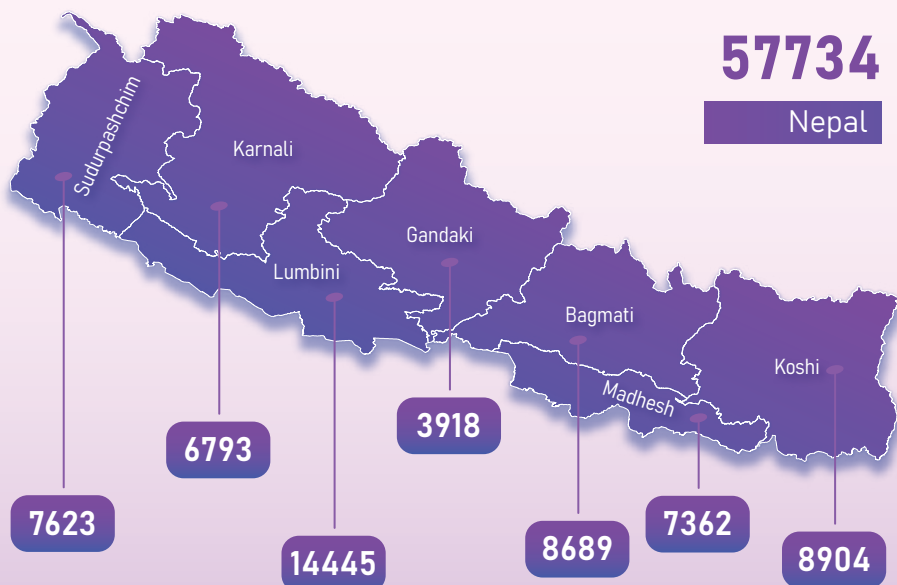 57734
Nepal
Sudurpashchim
Karnali
Gandaki
Lumbini
Bagmati
Koshi
Madhesh
3918
6793
7623
7362
8689
14445
8904